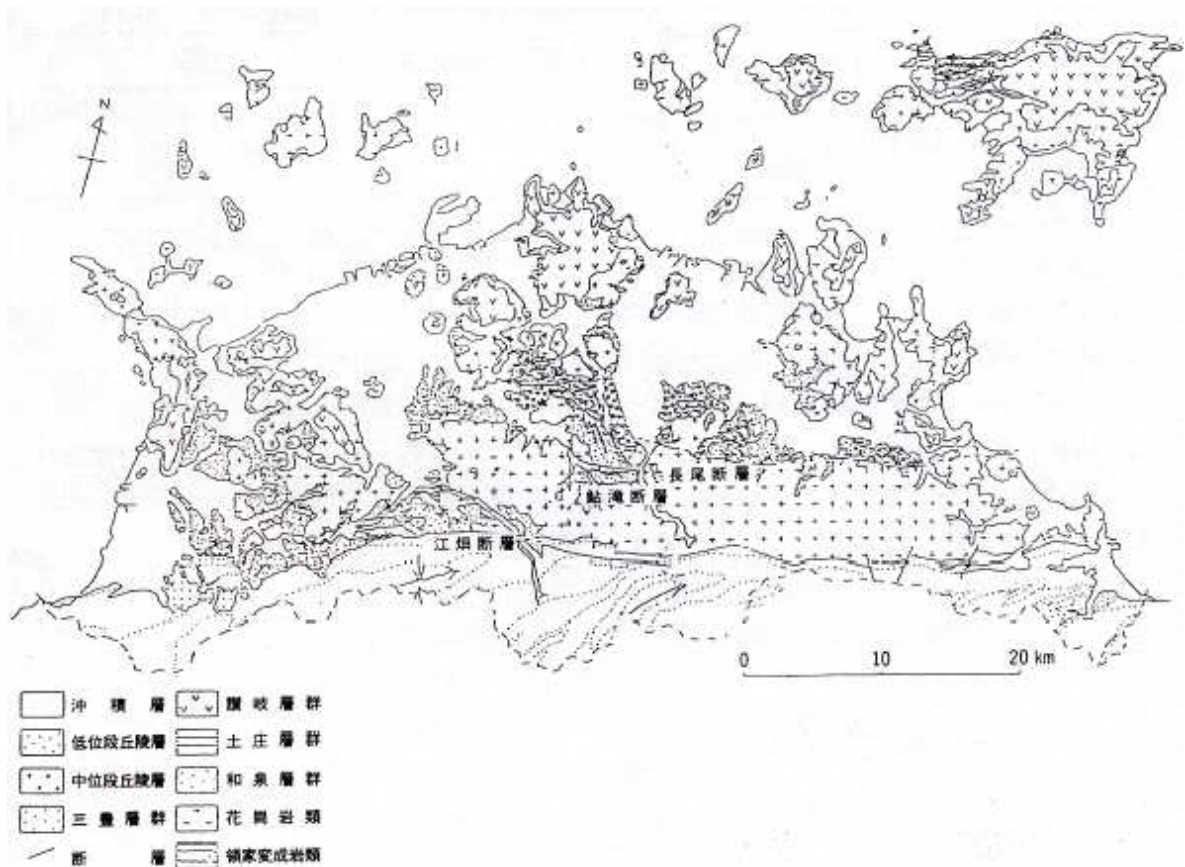 N
長尾断層
鮎滝断層
江畑断層
0 10 20 km
沖積層
讃岐層群
低位段丘陵層
土庄層群
中位段丘陵層
和泉層群
三豊層群
花崗岩類
断層
領家変成岩類